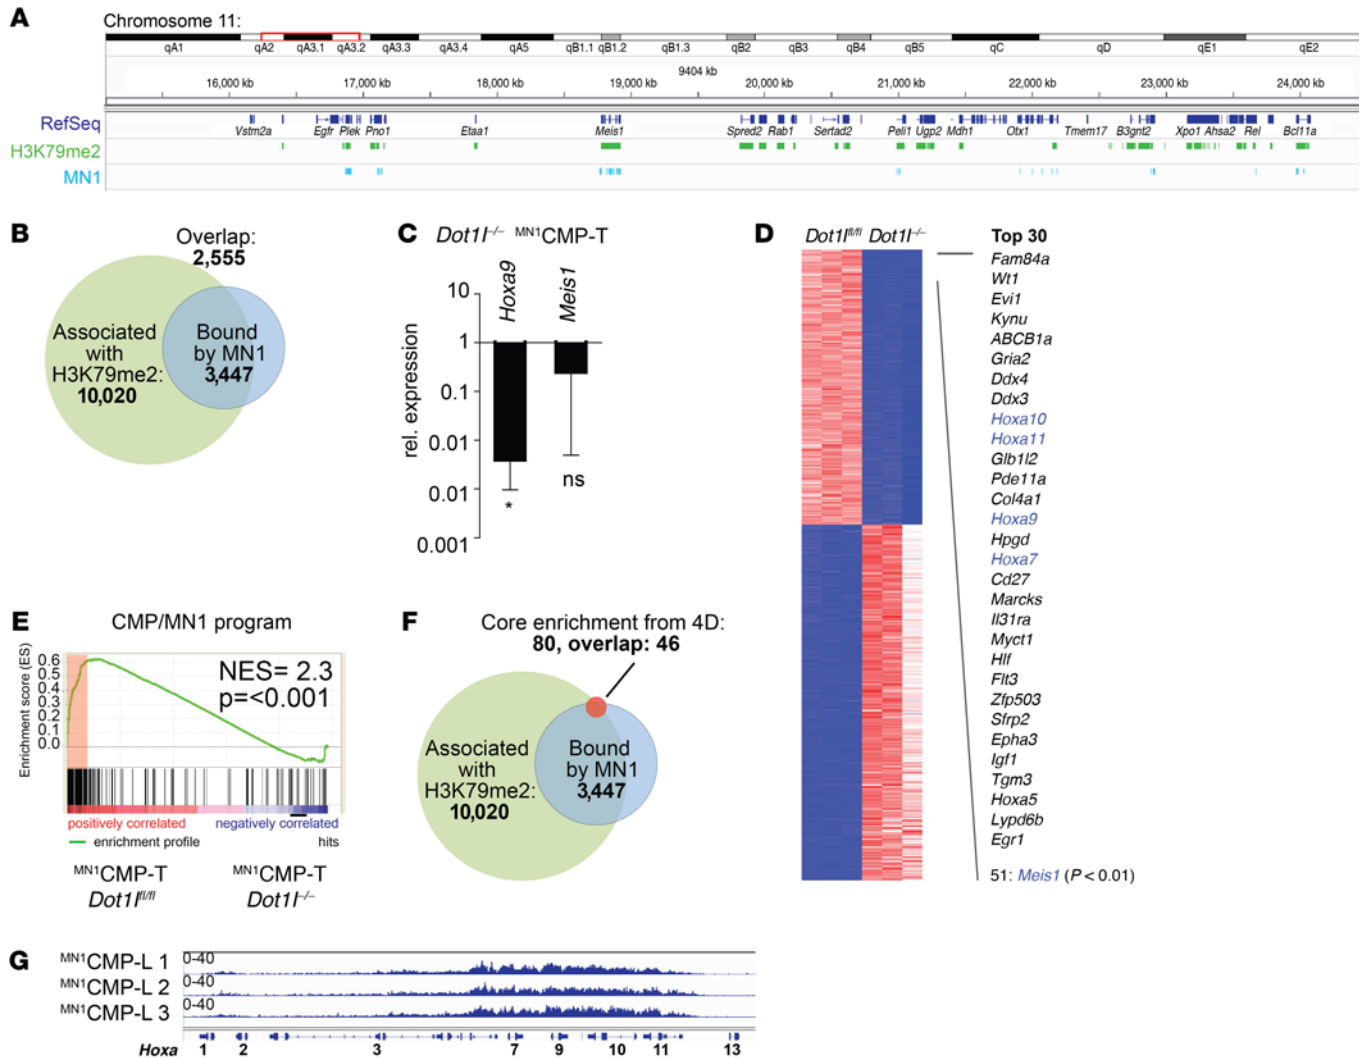 A
Chromosome 11:
qA1 qA2 qA3.1 qA3.2 qA3.3 qA3.4 qA5 qB1.1 qB1.2 qB1.3 qB2 qB3 qB4 qB5 qC qD qE1 qE2
9404 kb
16,000 kb 17,000 kb 18,000 kb 19,000 kb 20,000 kb 21,000 kb 22,000 kb 23,000 kb 24,000 kb
RefSeq
Vstm2a Egfr Plek Pno1 Etaa1 Meis1 Spred2 Rab1 Sertad2 Peli1 Ugp2 Mdh1 Otx1 Tmem17 B3gnt2 Xpo1 Ahsa2 Rel Bcl11a
H3K79me2
MN1
B
Overlap:
2,555
Associated
with
H3K79me2:
10,020
Bound
by MN1
3,447
C
Dot1l–/– MN1CMP-T
Hoxa9
Meis1
rel. expression
10
1
0.1
0.01
0.01
0.001
*
ns
D
Dot1lfl/fl Dot1l–/–
Top 30
Fam84a
Wt1
Evi1
Kynu
ABCB1a
Gria2
Ddx4
Ddx3
Hoxa10
Hoxa11
Glb1l2
Pde11a
Col4a1
Hoxa9
Hpgd
Hoxa7
Cd27
Marcks
Il31ra
Myct1
Hlf
Flt3
Zfp503
Sfrp2
Epha3
Igf1
Tgm3
Hoxa5
Lypd6b
Egr1
51: Meis1 (P < 0.01)
E
CMP/MN1 program
Enrichment score (ES)
0.6
0.5
0.4
0.3
0.2
0.1
0.0
NES= 2.3
p=<0.001
positively correlated
negatively correlated
enrichment profile
hits
MN1CMP-T
Dot1lfl/fl
MN1CMP-T
Dot1l–/–
F
Core enrichment from 4D:
80, overlap: 46
Associated
with
H3K79me2:
10,020
Bound
by MN1
3,447
G
MN1CMP-L 1
0-40
MN1CMP-L 2
0-40
MN1CMP-L 3
0-40
Hoxa 1 2 3 7 9 10 11 13